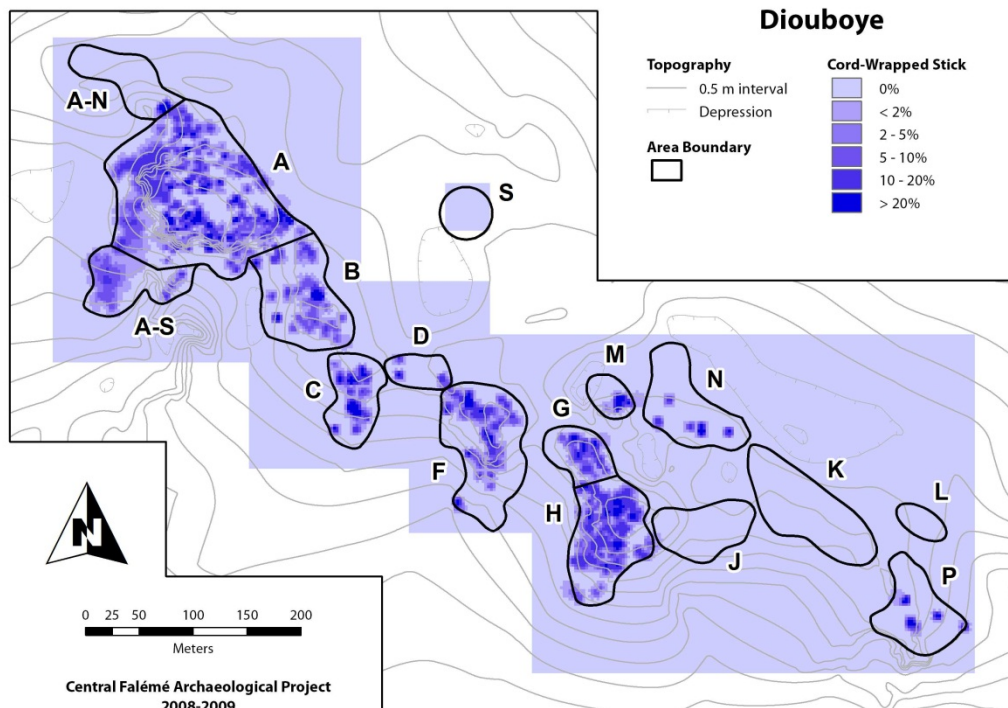 Diouboye
Topography
0.5 m interval
Depression
Area Boundary
Cord-Wrapped Stick
0%
< 2%
2 - 5%
5 - 10%
10 - 20%
> 20%
A-N
A
S
B
A-S
D
C
M
N
G
F
K
H
L
J
P
N
0 25 50 100 150 200
Meters
Central Falémé Archaeological Project
2008-2009